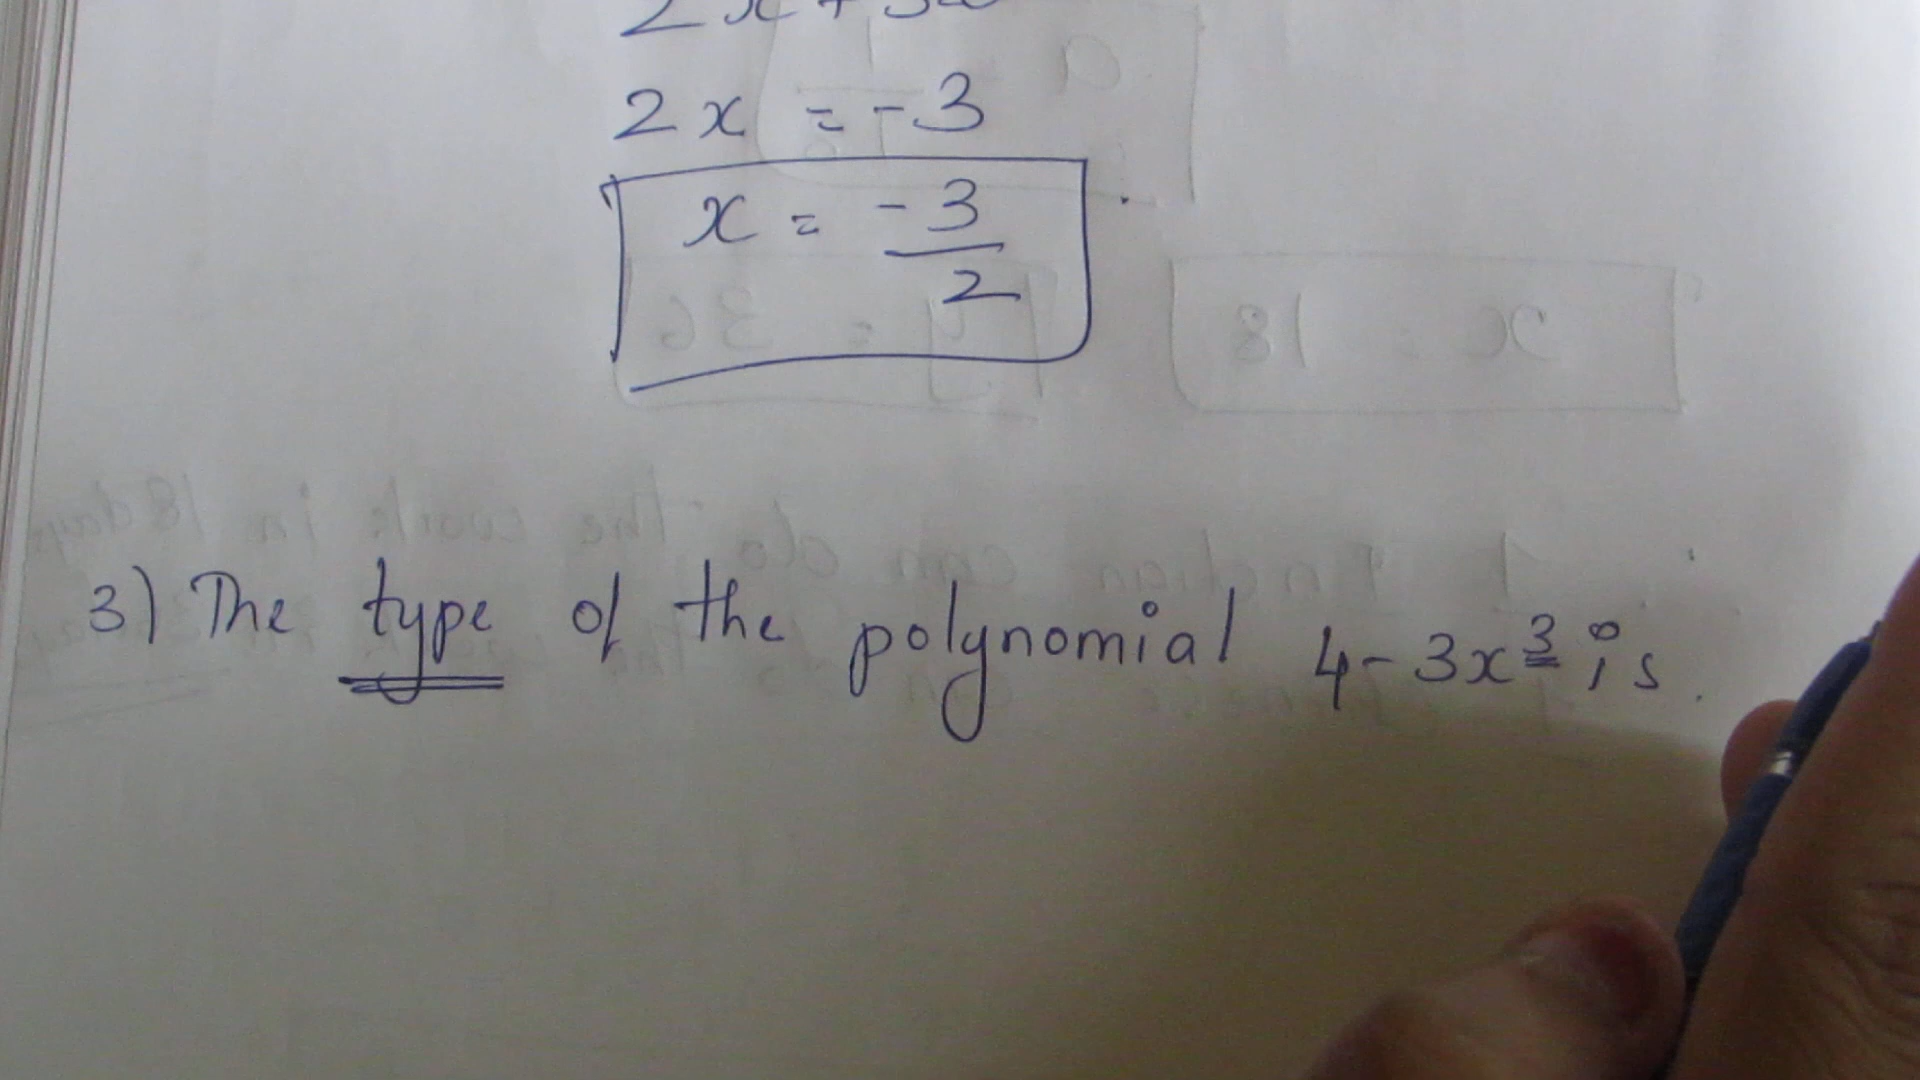 2x = -3
x = -3/2
3) The type of the polynomial 4-3x³ is.